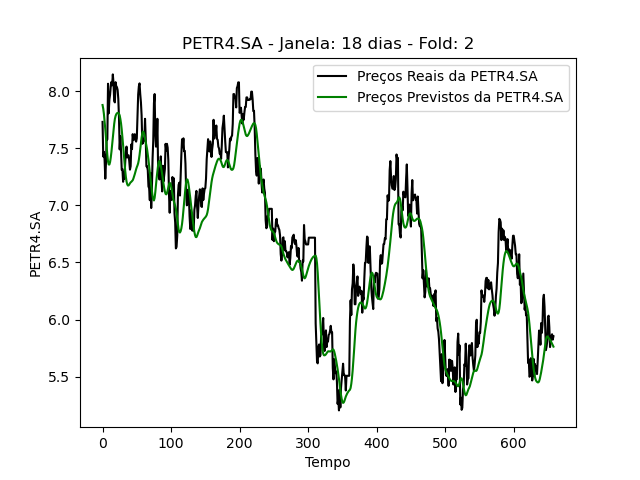 PETR4.SA - Janela: 18 dias - Fold: 2
Preços Reais da PETR4.SA
Preços Previstos da PETR4.SA
8.0
7.5
7.0
6.5
6.0
5.5
PETR4.SA
0 100 200 300 400 500 600
Tempo